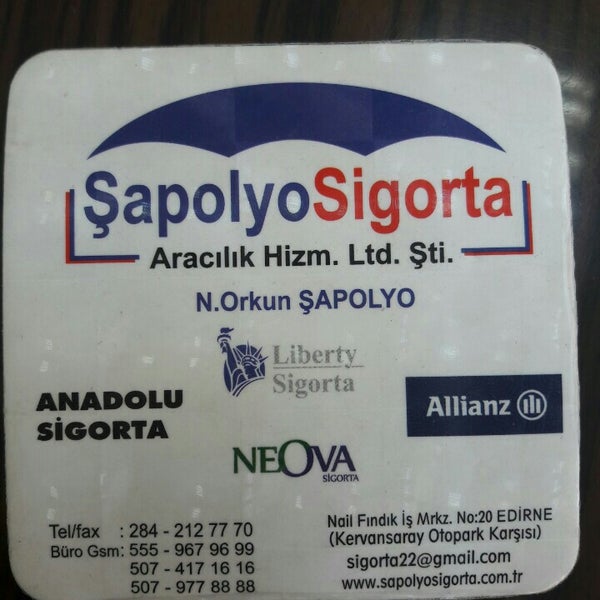 ŞapolyoSigorta
Aracılık Hizm. Ltd. Şti.
N.Orkun ŞAPOLYO
Liberty
Sigorta
ANADOLU
SİGORTA
Allianz
NEOVA
SİGORTA
Tel/fax : 284 - 212 77 70
Büro Gsm: 555 - 967 96 99
507 - 417 16 16
507 - 977 88 88
Nail Fındık İş Mrkz. No:20 EDİRNE
(Kervansaray Otopark Karşısı)
sigorta22@gmail.com
www.sapolyosigorta.com.tr